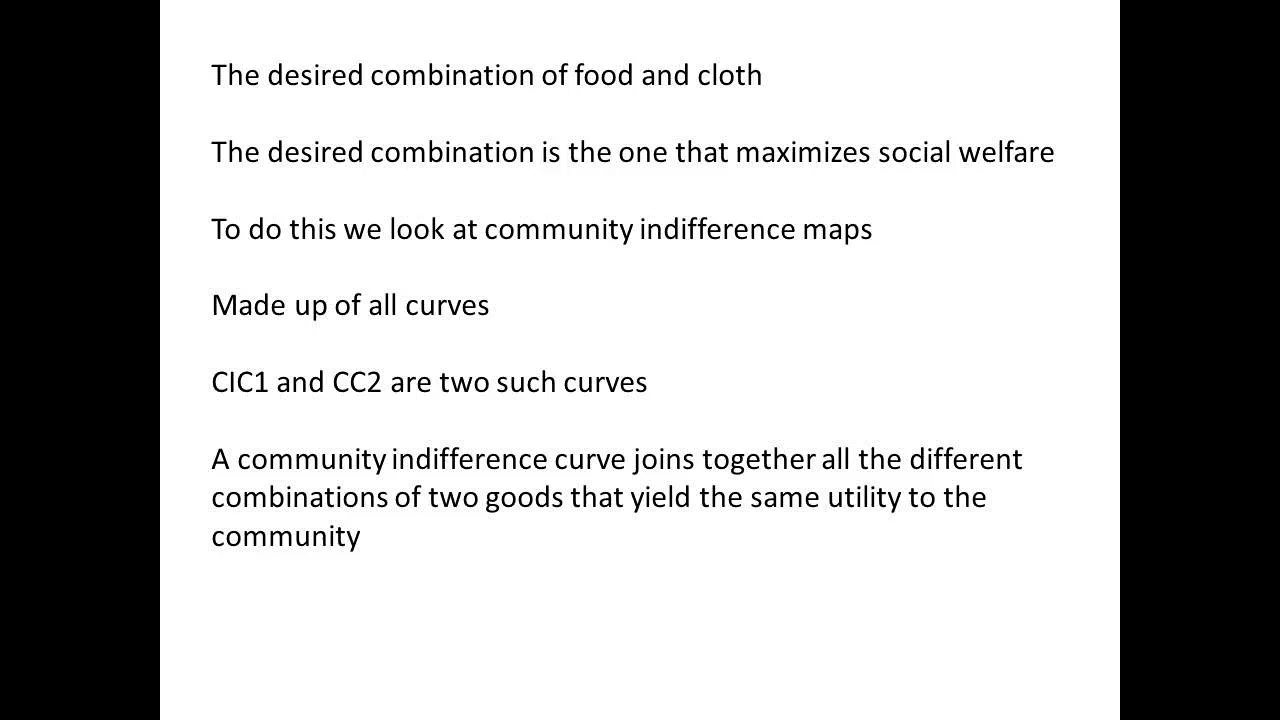 The desired combination of food and cloth
The desired combination is the one that maximizes social welfare
To do this we look at community indifference maps
Made up of all curves
CIC1 and CC2 are two such curves
A community indifference curve joins together all the different
combinations of two goods that yield the same utility to the
community